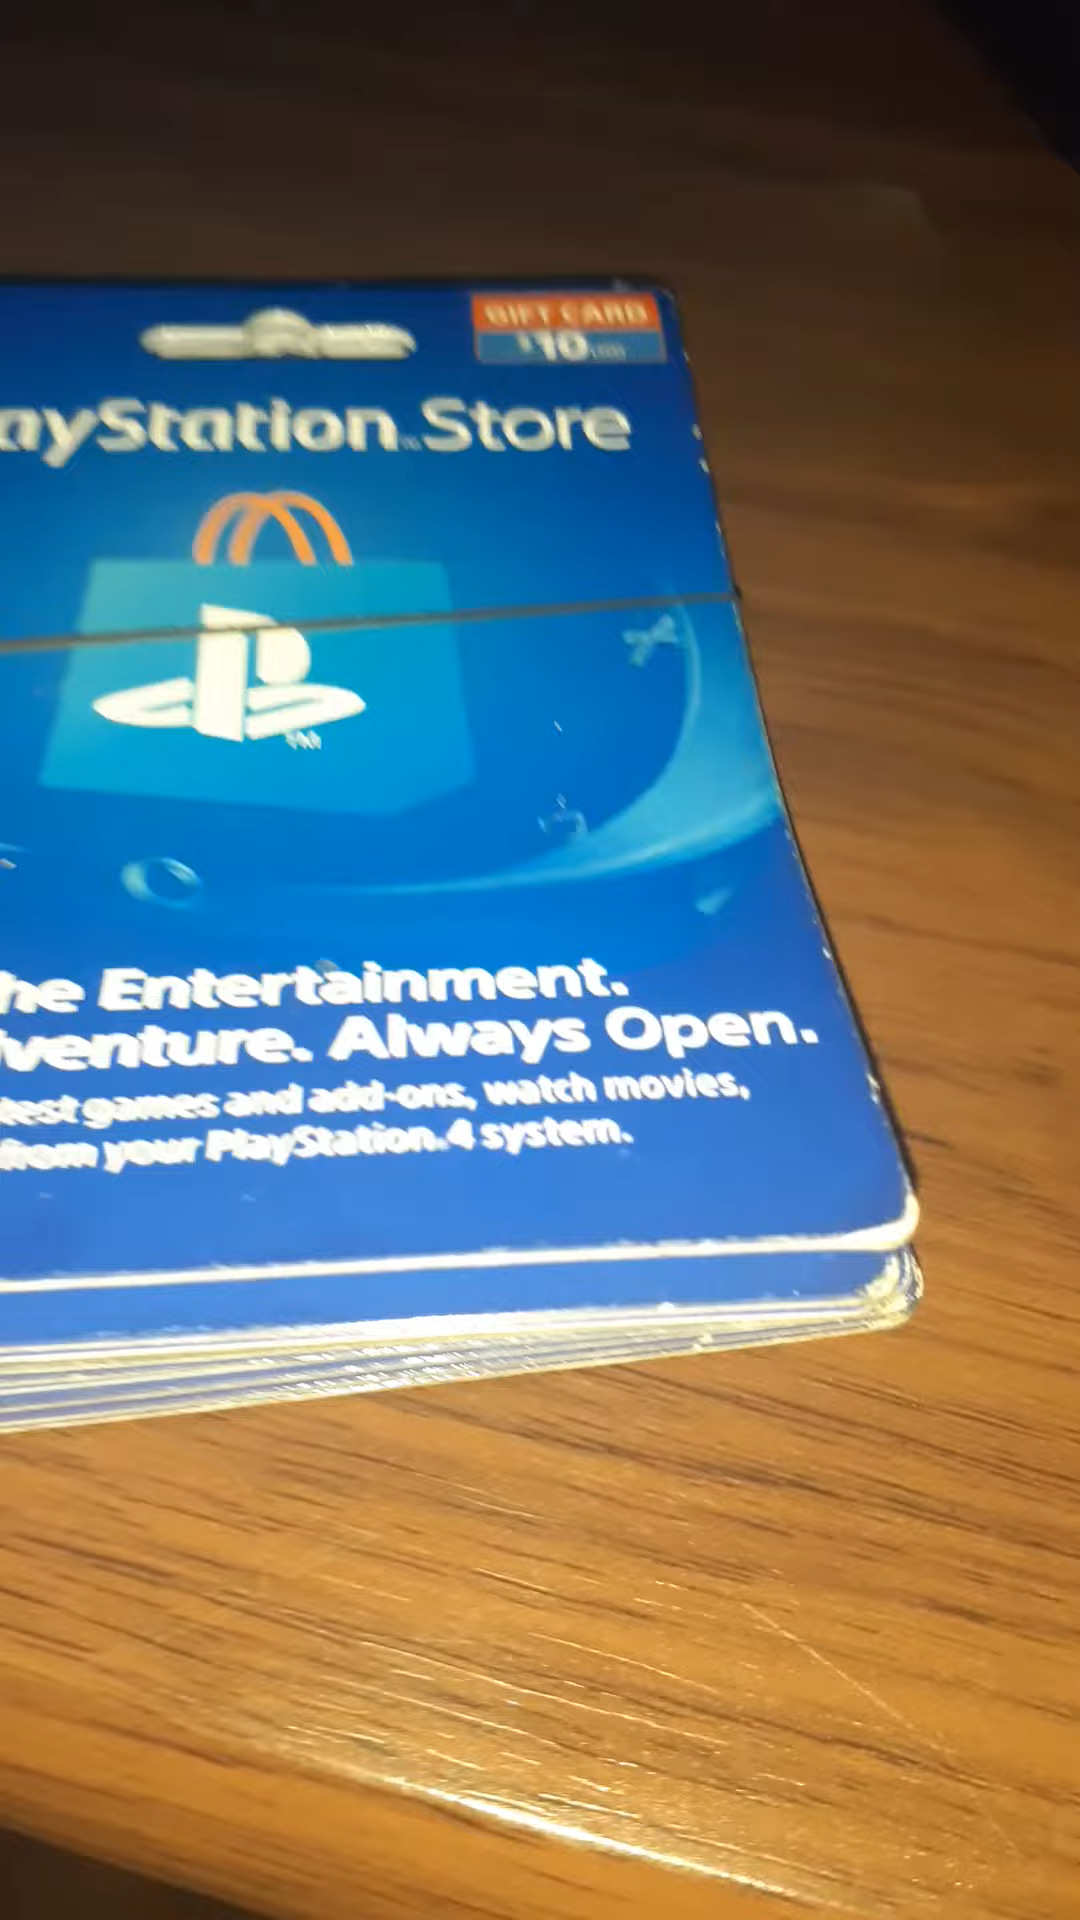 GIFT CARD
$10
ayStation.Store
TM
he Entertainment.
venture. Always Open.
test games and add-ons, watch movies,
from your PlayStation.4 system.